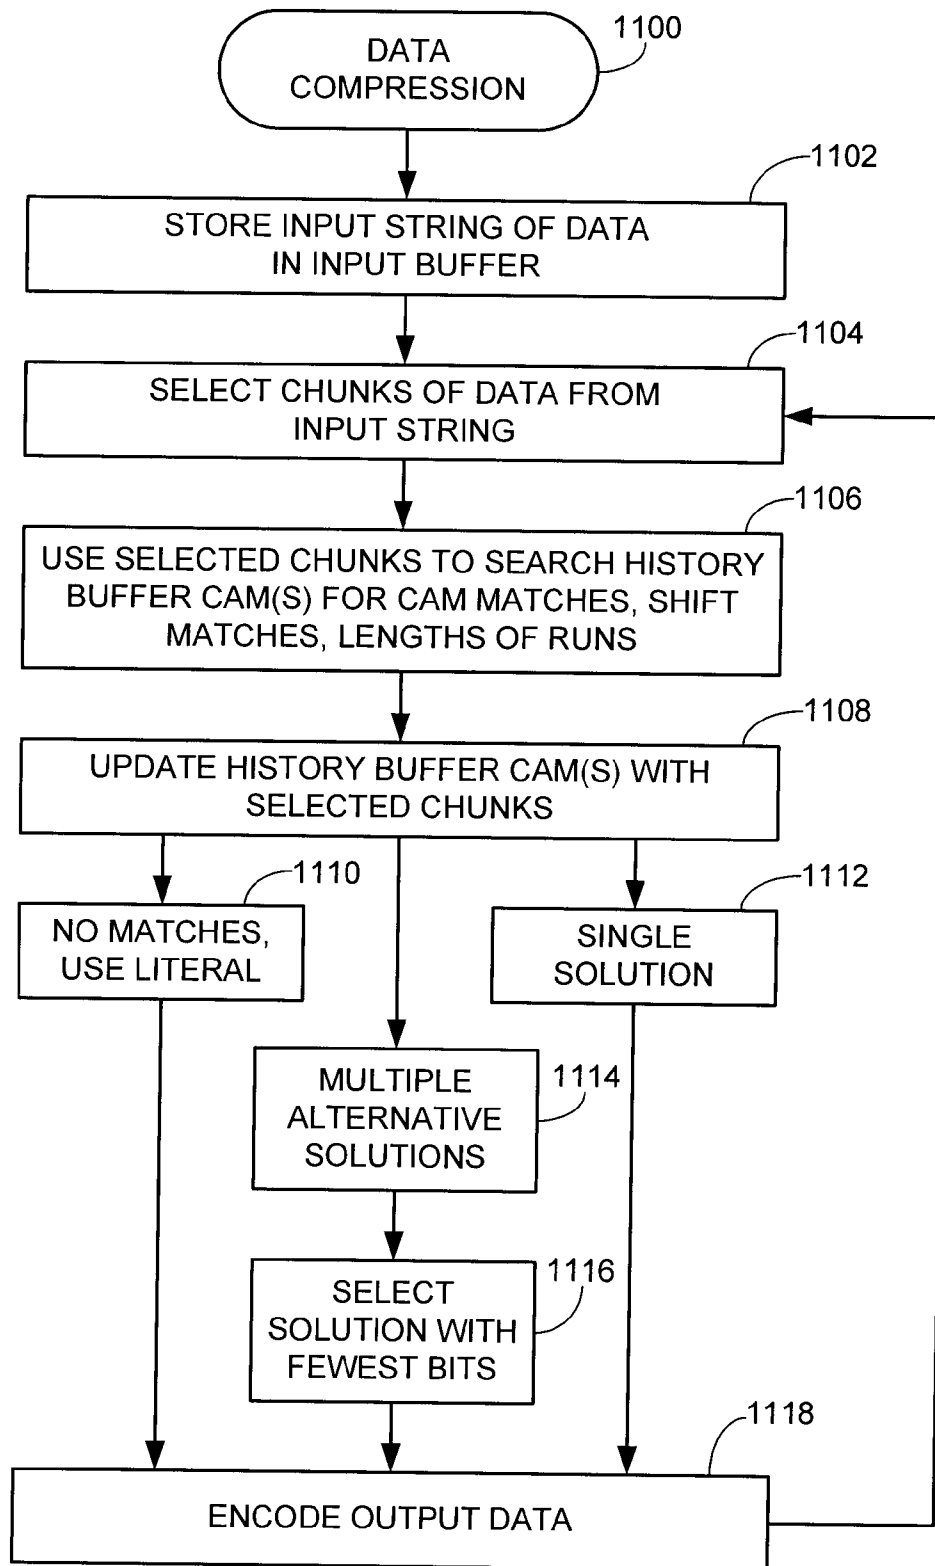 1100
DATA
COMPRESSION
1102
STORE INPUT STRING OF DATA
IN INPUT BUFFER
1104
SELECT CHUNKS OF DATA FROM
INPUT STRING
1106
USE SELECTED CHUNKS TO SEARCH HISTORY
BUFFER CAM(S) FOR CAM MATCHES, SHIFT
MATCHES, LENGTHS OF RUNS
1108
UPDATE HISTORY BUFFER CAM(S) WITH
SELECTED CHUNKS
1110
NO MATCHES,
USE LITERAL
1112
SINGLE
SOLUTION
1114
MULTIPLE
ALTERNATIVE
SOLUTIONS
1116
SELECT
SOLUTION WITH
FEWEST BITS
1118
ENCODE OUTPUT DATA